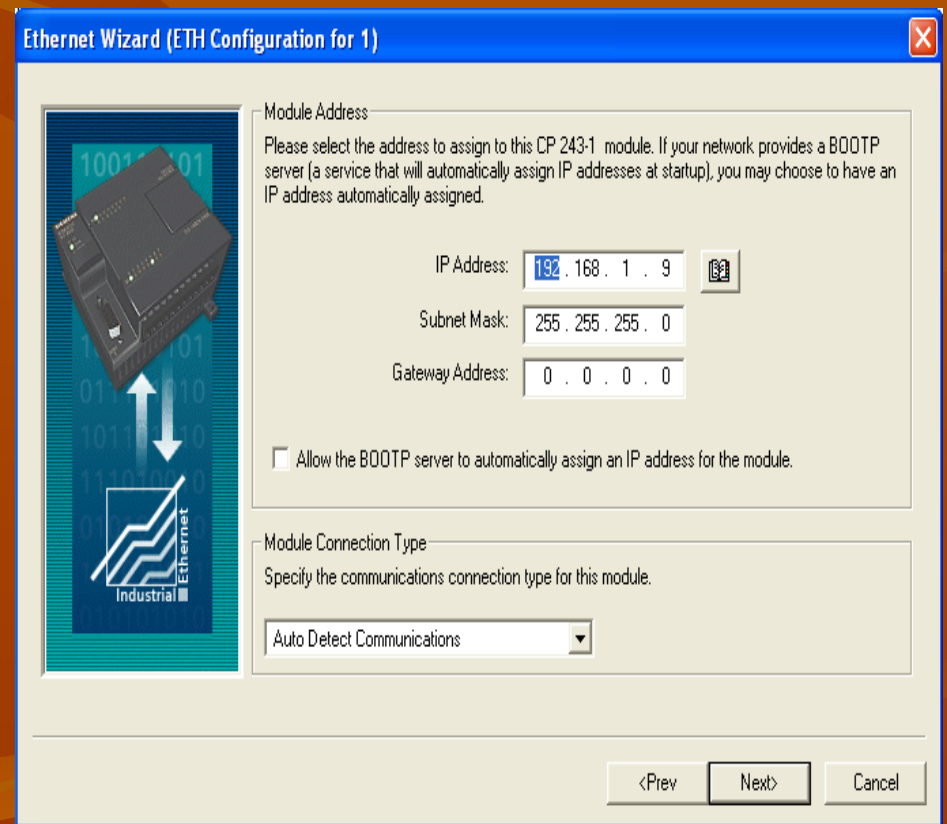 Ethernet Wizard (ETH Configuration for 1)
Module Address
Please select the address to assign to this CP 243-1 module. If your network provides a BOOTP
server (a service that will automatically assign IP addresses at startup), you may choose to have an
IP address automatically assigned.
IP Address: 192 . 168 . 1 . 9
Subnet Mask: 255 . 255 . 255 . 0
Gateway Address: 0 . 0 . 0 . 0
Allow the BOOTP server to automatically assign an IP address for the module.
Industrial Ethernet
Module Connection Type
Specify the communications connection type for this module.
Auto Detect Communications
<Prev Next> Cancel